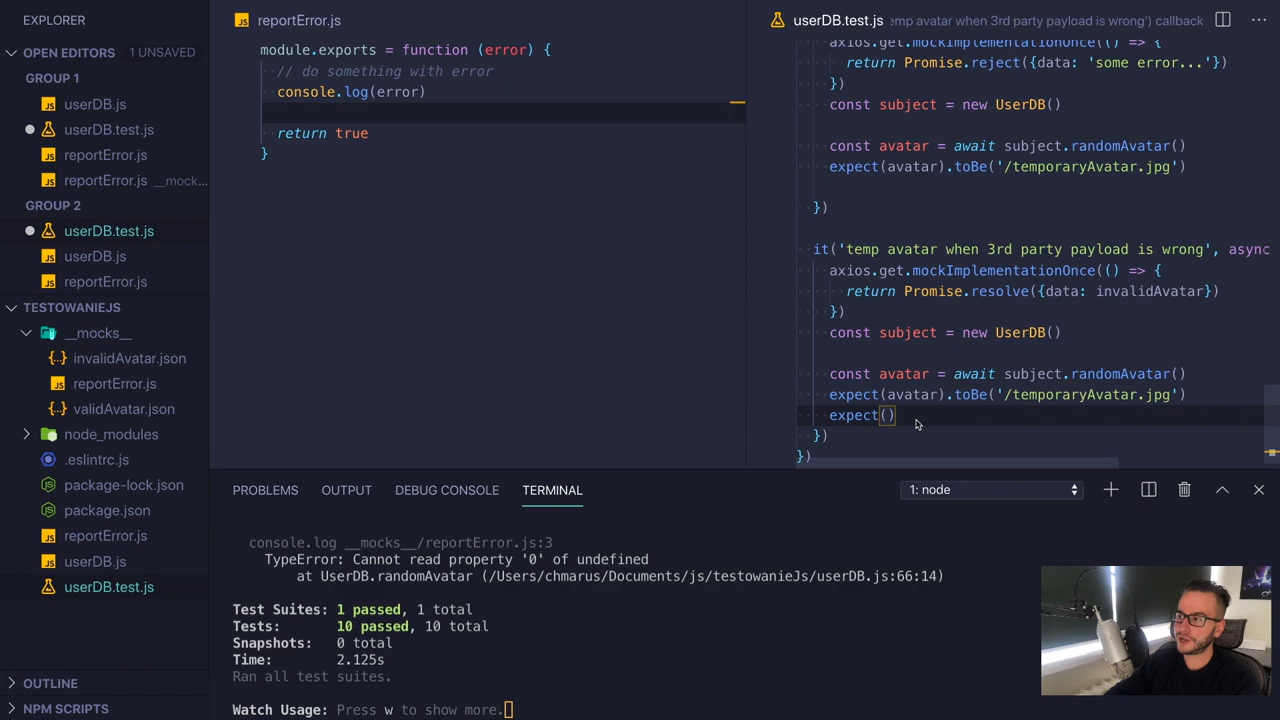 EXPLORER
OPEN EDITORS 1 UNSAVED
GROUP 1
userDB.js
userDB.test.js
reportError.js
reportError.js __mock...
GROUP 2
userDB.test.js
userDB.js
reportError.js
TESTOWANIEJS
__mocks__
invalidAvatar.json
reportError.js
validAvatar.json
node_modules
.eslintrc.js
package-lock.json
package.json
reportError.js
userDB.js
userDB.test.js
OUTLINE
NPM SCRIPTS
reportError.js
module.exports = function (error) {
// do something with error
console.log(error)
return true
}
userDB.test.js temp avatar when 3rd party payload is wrong') callback
axios.get.mockImplementationOnce(() => {
return Promise.reject({data: 'some error...'})
})
const subject = new UserDB()
const avatar = await subject.randomAvatar()
expect(avatar).toBe('/temporaryAvatar.jpg')
})
it('temp avatar when 3rd party payload is wrong', async
axios.get.mockImplementationOnce(() => {
return Promise.resolve({data: invalidAvatar})
})
const subject = new UserDB()
const avatar = await subject.randomAvatar()
expect(avatar).toBe('/temporaryAvatar.jpg')
expect()
})
})
PROBLEMS OUTPUT DEBUG CONSOLE TERMINAL 1: node
console.log __mocks__/reportError.js:3
TypeError: Cannot read property '0' of undefined
at UserDB.randomAvatar (/Users/chmarus/Documents/js/testowanieJs/userDB.js:66:14)
Test Suites: 1 passed, 1 total
Tests: 10 passed, 10 total
Snapshots: 0 total
Time: 2.125s
Ran all test suites.
Watch Usage: Press w to show more.